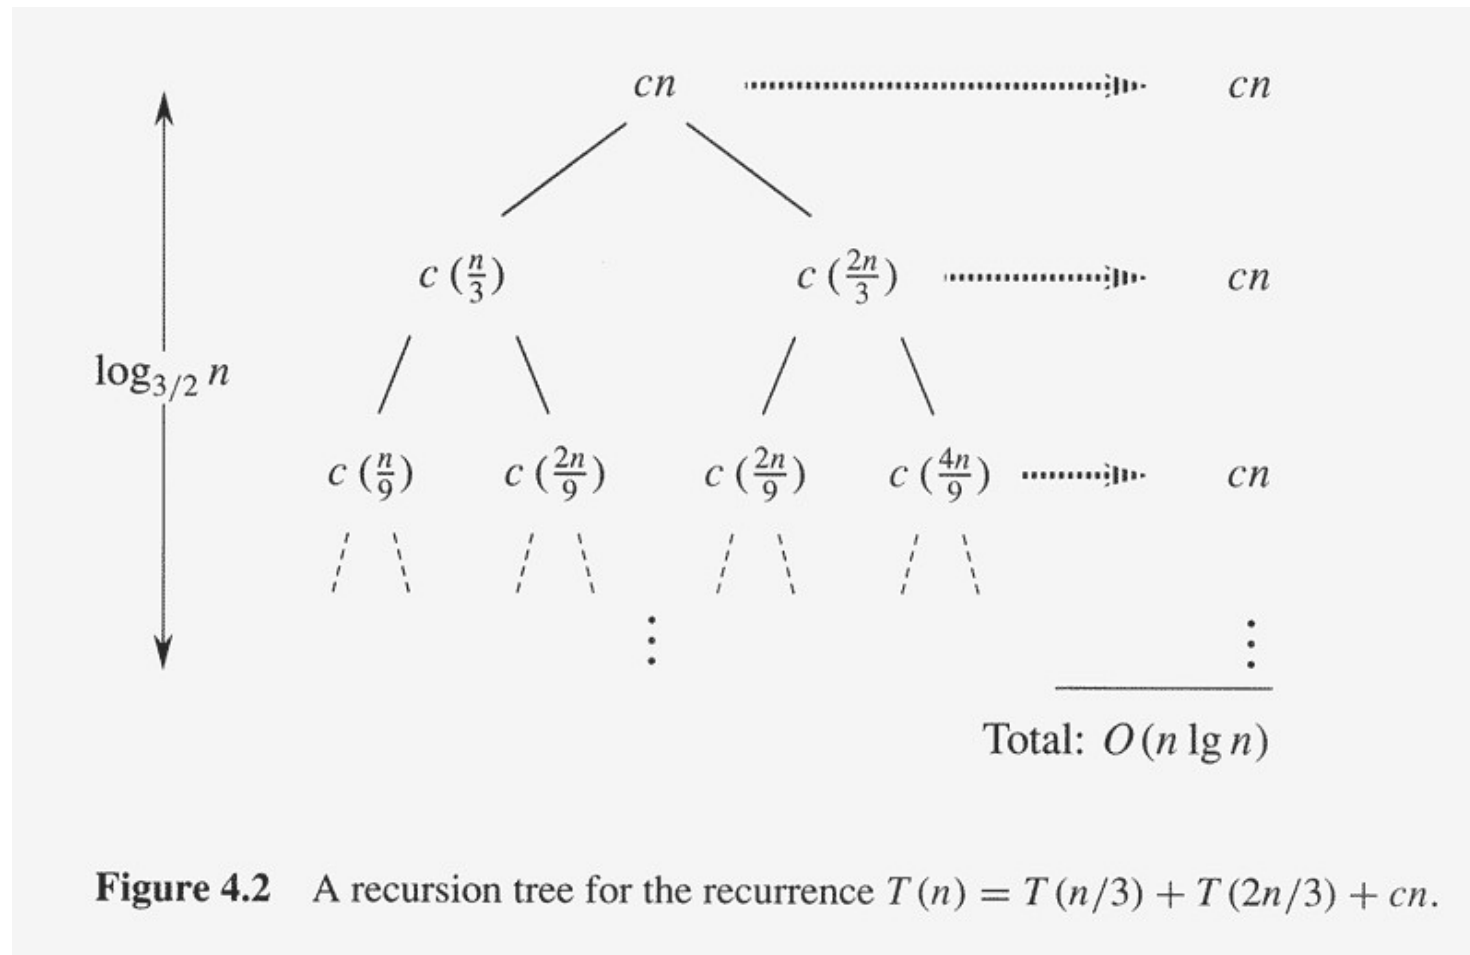 cn cn
c (n/3) c (2n/3) cn
log3/2 n
c (n/9) c (2n/9) c (2n/9) c (4n/9) cn
Total: O(n lg n)
Figure 4.2 A recursion tree for the recurrence T(n) = T(n/3) + T(2n/3) + cn.